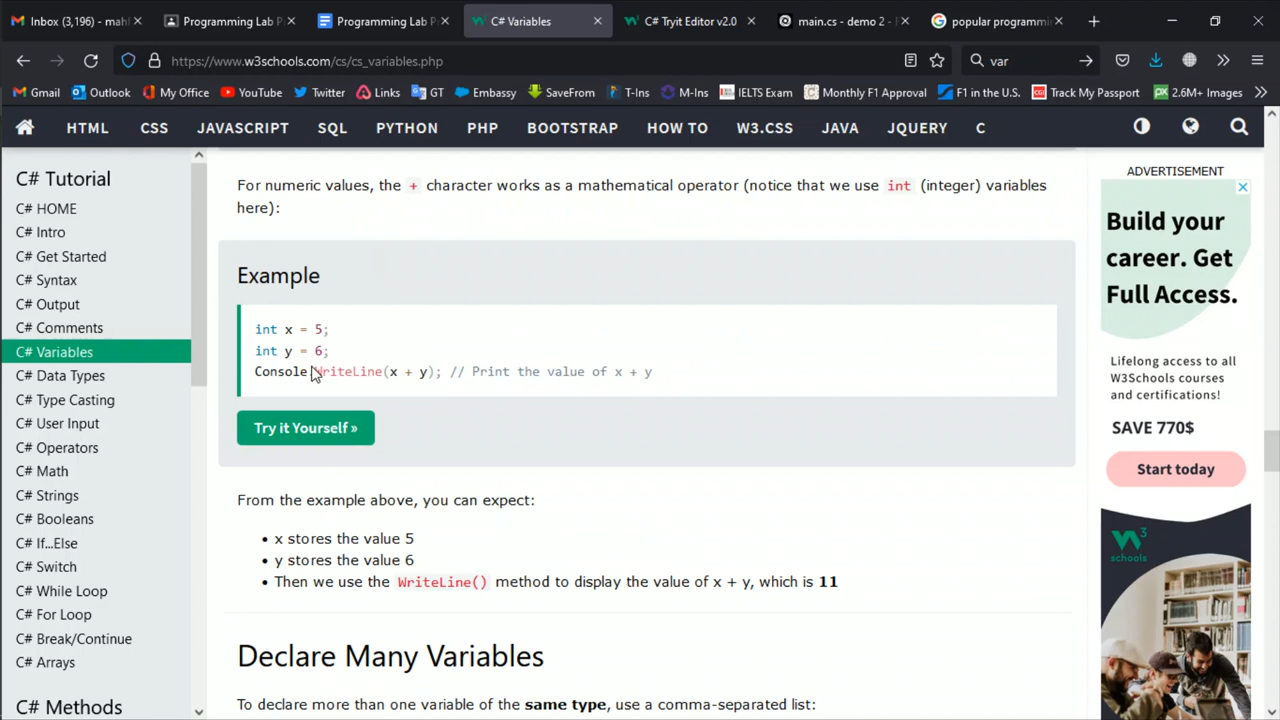 Inbox (3,196) - mahf
Programming Lab P
Programming Lab P
C# Variables
C# Tryit Editor v2.0
main.cs - demo 2 -
popular programmin
https://www.w3schools.com/cs/cs_variables.php
var
Gmail
Outlook
My Office
YouTube
Twitter
Links
GT
Embassy
SaveFrom
T-Ins
M-Ins
IELTS Exam
Monthly F1 Approval
F1 in the U.S.
Track My Passport
2.6M+ Images
HTML
CSS
JAVASCRIPT
SQL
PYTHON
PHP
BOOTSTRAP
HOW TO
W3.CSS
JAVA
JQUERY
C
C# Tutorial
C# HOME
C# Intro
C# Get Started
C# Syntax
C# Output
C# Comments
C# Variables
C# Data Types
C# Type Casting
C# User Input
C# Operators
C# Math
C# Strings
C# Booleans
C# If...Else
C# Switch
C# While Loop
C# For Loop
C# Break/Continue
C# Arrays
C# Methods
For numeric values, the + character works as a mathematical operator (notice that we use int (integer) variables
here):
Example
int x = 5;
int y = 6;
Console.WriteLine(x + y); // Print the value of x + y
Try it Yourself »
From the example above, you can expect:
• x stores the value 5
• y stores the value 6
• Then we use the WriteLine() method to display the value of x + y, which is 11
Declare Many Variables
To declare more than one variable of the same type, use a comma-separated list:
ADVERTISEMENT
Build your
career. Get
Full Access.
Lifelong access to all
W3Schools courses
and certifications!
SAVE 770$
Start today
W3
schools